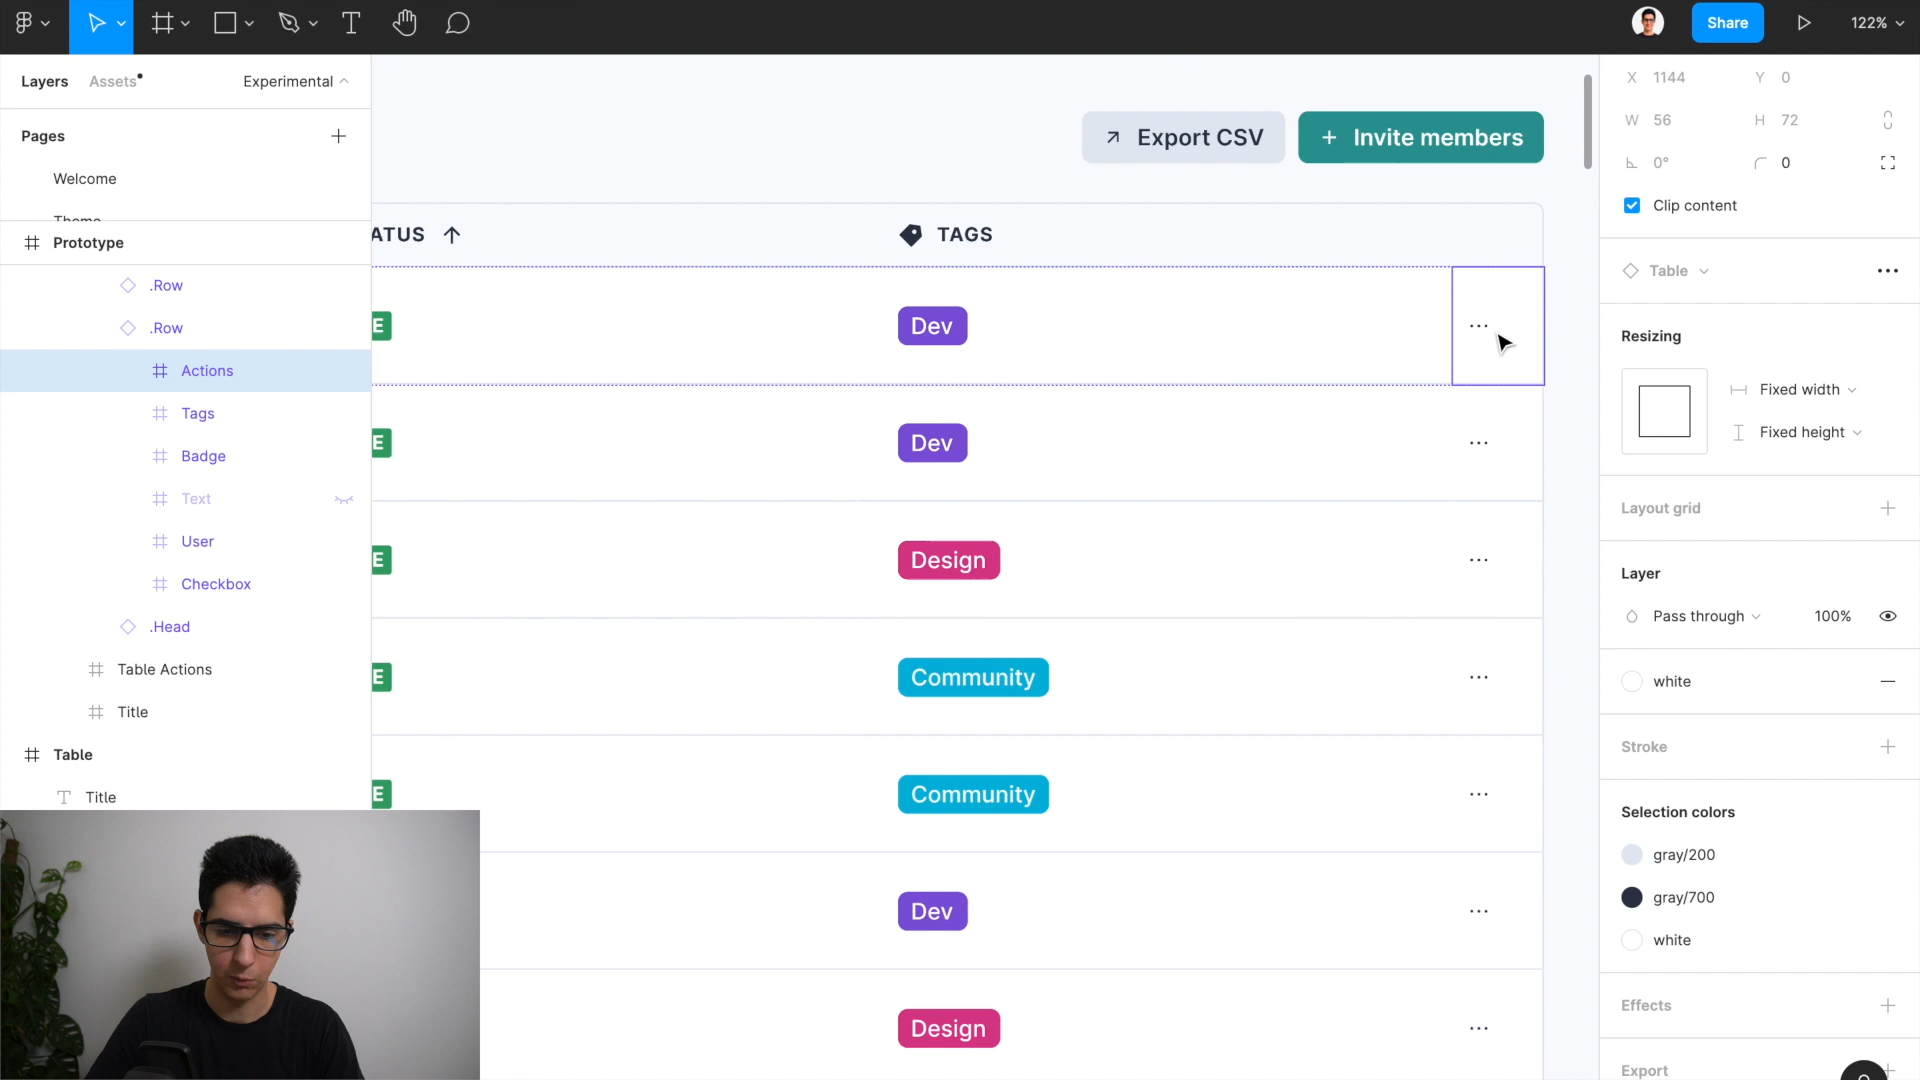 Share
122%
Layers
Assets
Experimental
Pages
Welcome
Theme
Prototype
.Row
.Row
Actions
Tags
Badge
Text
User
Checkbox
.Head
Table Actions
Title
Table
Title
Export CSV
+ Invite members
ATUS
TAGS
E
Dev
...
E
Dev
...
E
Design
...
E
Community
...
E
Community
...
Dev
...
Design
...
X 1144
Y 0
W 56
H 72
0°
0
Clip content
Table
Resizing
Fixed width
Fixed height
Layout grid
Layer
Pass through
100%
white
Stroke
Selection colors
gray/200
gray/700
white
Effects
Export